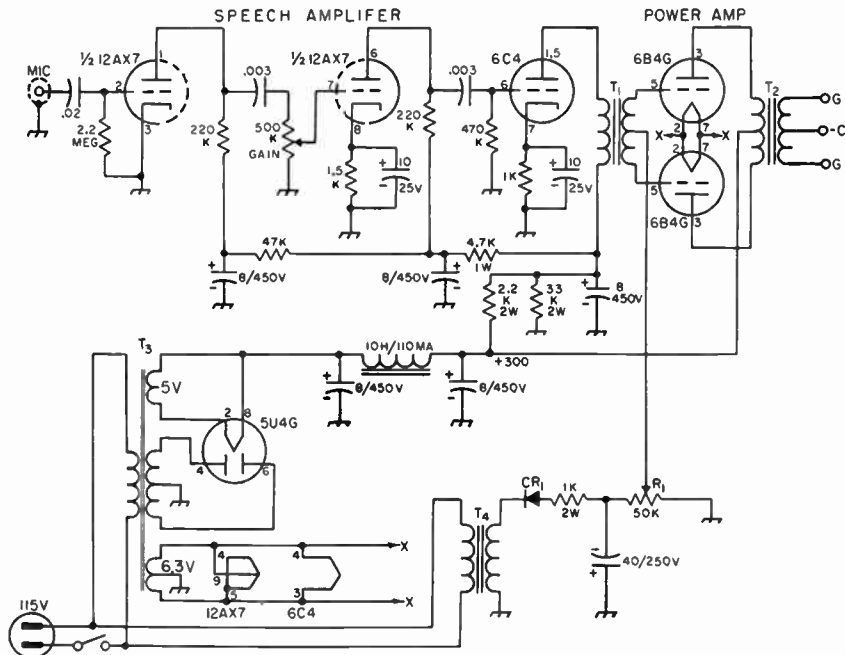 SPEECH AMPLIFER
POWER AMP
½ 12AX7
½ 12AX7
6C4
6B4G
MIC
.02
2.2
MEG
1
2
3
220
K
.003
500
K
GAIN
6
7
8
1.5
K
10
25V
220
K
.003
470
K
1,5
6
7
1K
10
25V
T1
3
5
2
7
X
X
2
7
5
3
6B4G
T2
G
-C
G
47K
4.7K
1W
8/450V
8/450V
2.2
K
2W
33
K
2W
8
450V
10H/110MA
+300
8/450V
8/450V
T3
5V
2
8
5U4G
4
6
6.3V
4
9
5
12AX7
4
3
6C4
X
X
T4
CR1
1K
2W
R1
50K
40/250V
115V